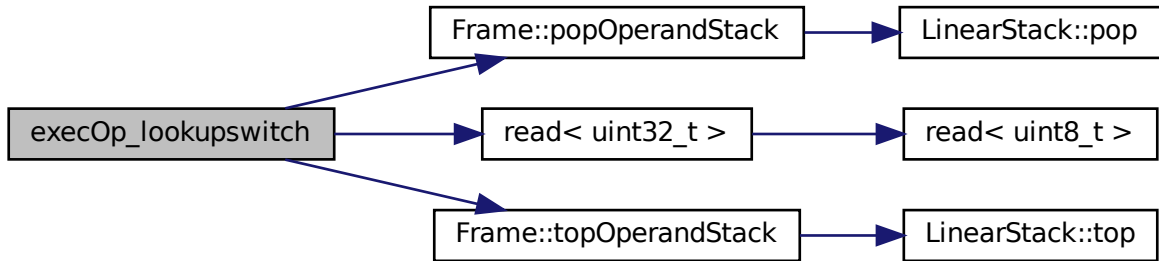 Frame::popOperandStack
LinearStack::pop
execOp_lookupswitch
read< uint32_t >
read< uint8_t >
Frame::topOperandStack
LinearStack::top